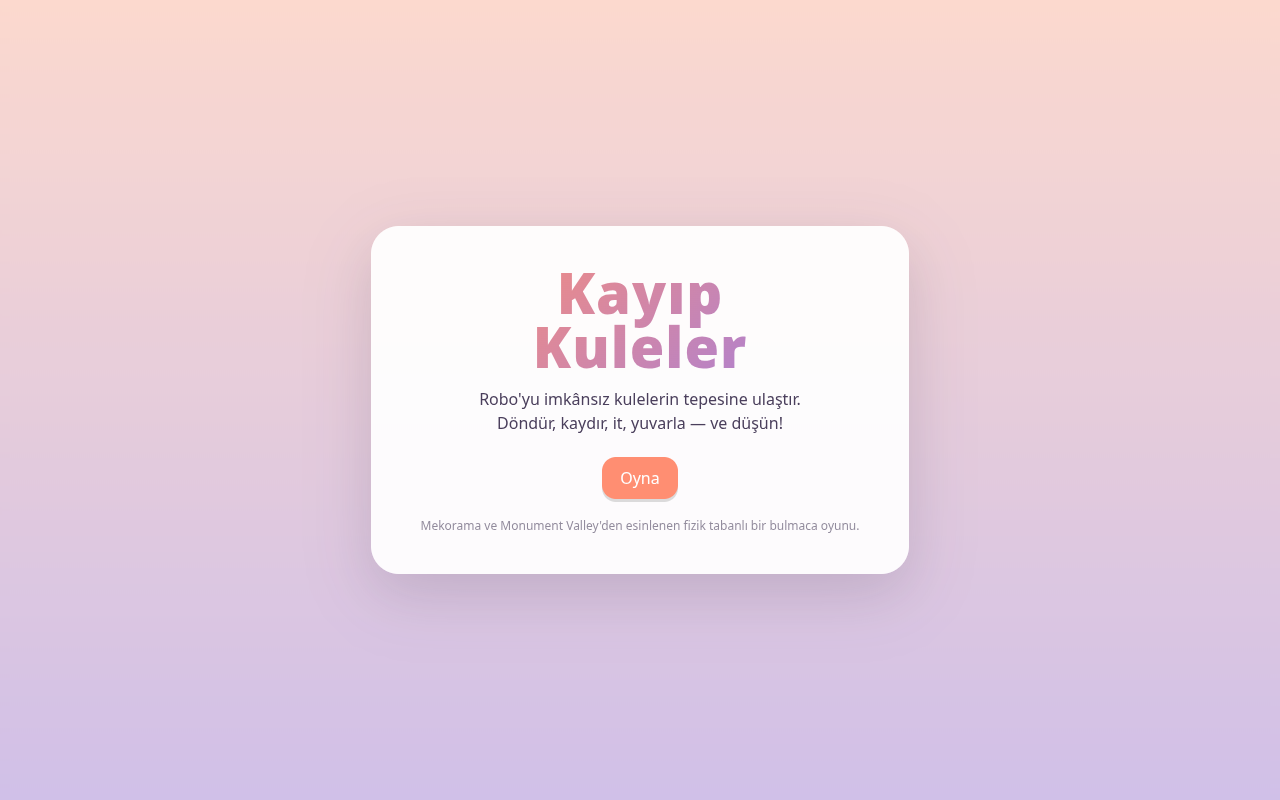 Kayıp
Kuleler
Robo'yu imkânsız kulelerin tepesine ulaştır.
Döndür, kaydır, it, yuvarla — ve düşün!
Oyna
Mekorama ve Monument Valley'den esinlenen fizik tabanlı bir bulmaca oyunu.